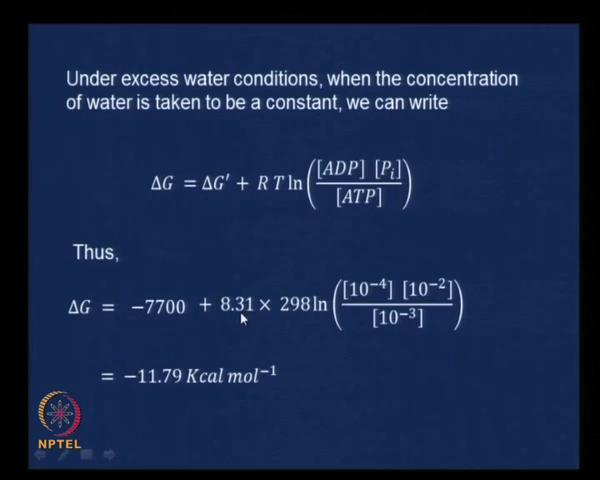 Under excess water conditions, when the concentration
of water is taken to be a constant, we can write
ΔG = ΔG′ + R T ln([ADP] [Pᵢ] / [ATP])
Thus,
ΔG = −7700 + 8.31 × 298 ln([10⁻⁴] [10⁻²] / [10⁻³])
= −11.79 Kcal mol⁻¹
NPTEL